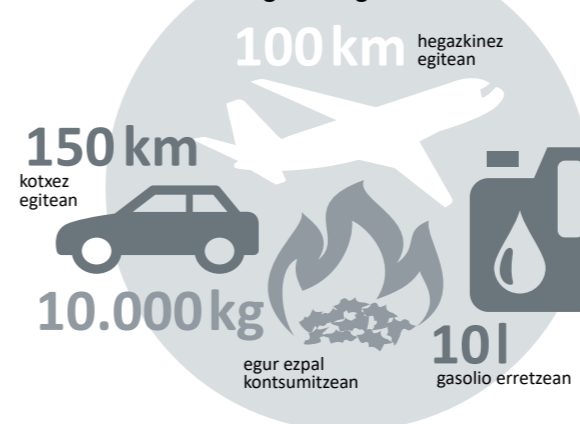 100 km
hegazkinez
egitean
150 km
kotxez
egitean
10.000 kg
egur ezpal
kontsumitzean
10 l
gasolio erretzean